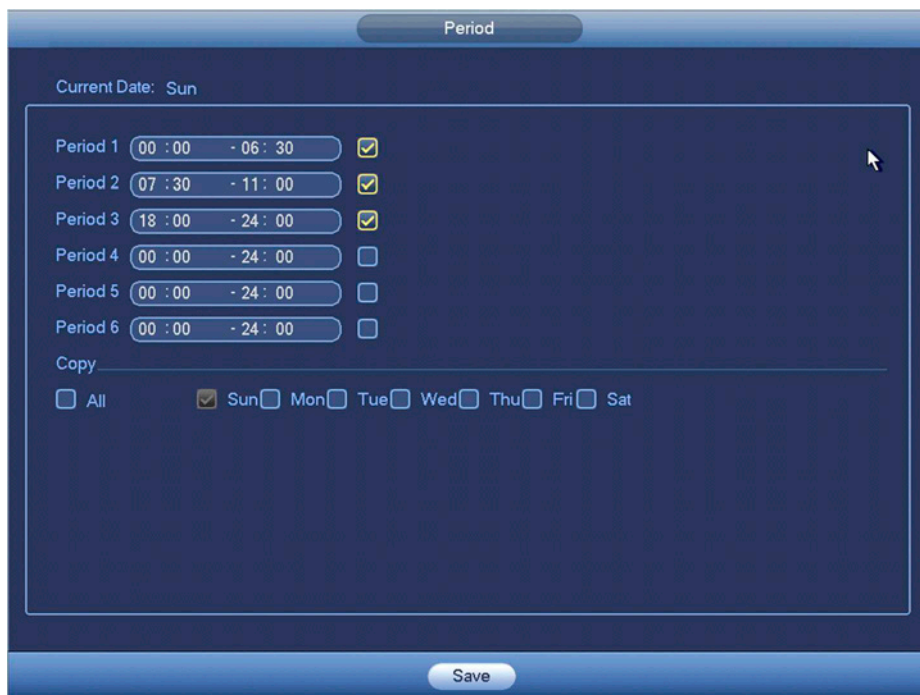 Period
Current Date: Sun
Period 1 00 :00 - 06 : 30
Period 2 07 :30 - 11 : 00
Period 3 18 :00 - 24 : 00
Period 4 00 :00 - 24 : 00
Period 5 00 :00 - 24 : 00
Period 6 00 :00 - 24 : 00
Copy
All Sun Mon Tue Wed Thu Fri Sat
Save